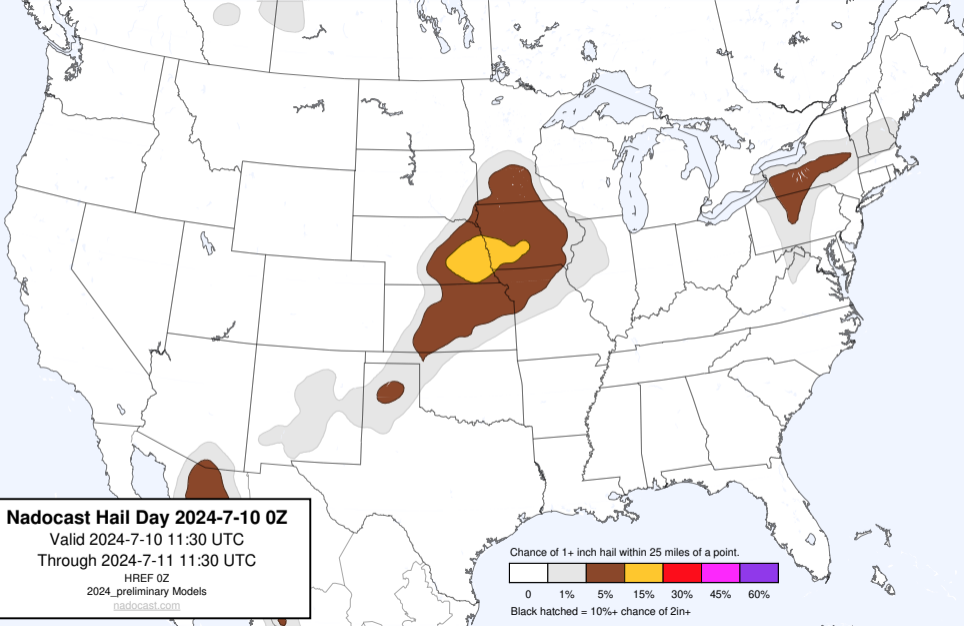 Nadocast Hail Day 2024-7-10 0Z
Valid 2024-7-10 11:30 UTC
Through 2024-7-11 11:30 UTC
HREF 0Z
2024_preliminary Models
nadocast.com
Chance of 1+ inch hail within 25 miles of a point.
0 1% 5% 15% 30% 45% 60%
Black hatched = 10%+ chance of 2in+